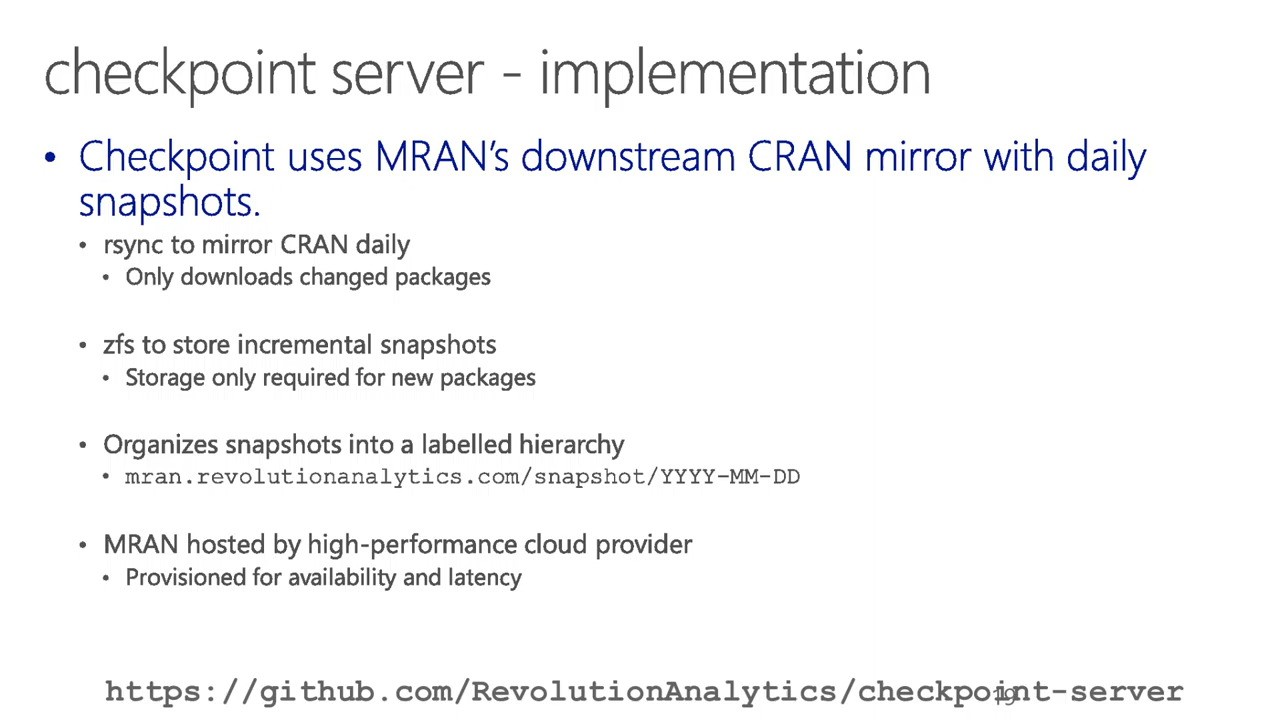 checkpoint server - implementation
• Checkpoint uses MRAN's downstream CRAN mirror with daily
snapshots.
• rsync to mirror CRAN daily
• Only downloads changed packages
• zfs to store incremental snapshots
• Storage only required for new packages
• Organizes snapshots into a labelled hierarchy
• mran.revolutionanalytics.com/snapshot/YYYY-MM-DD
• MRAN hosted by high-performance cloud provider
• Provisioned for availability and latency
https://github.com/RevolutionAnalytics/checkpoint-server
19